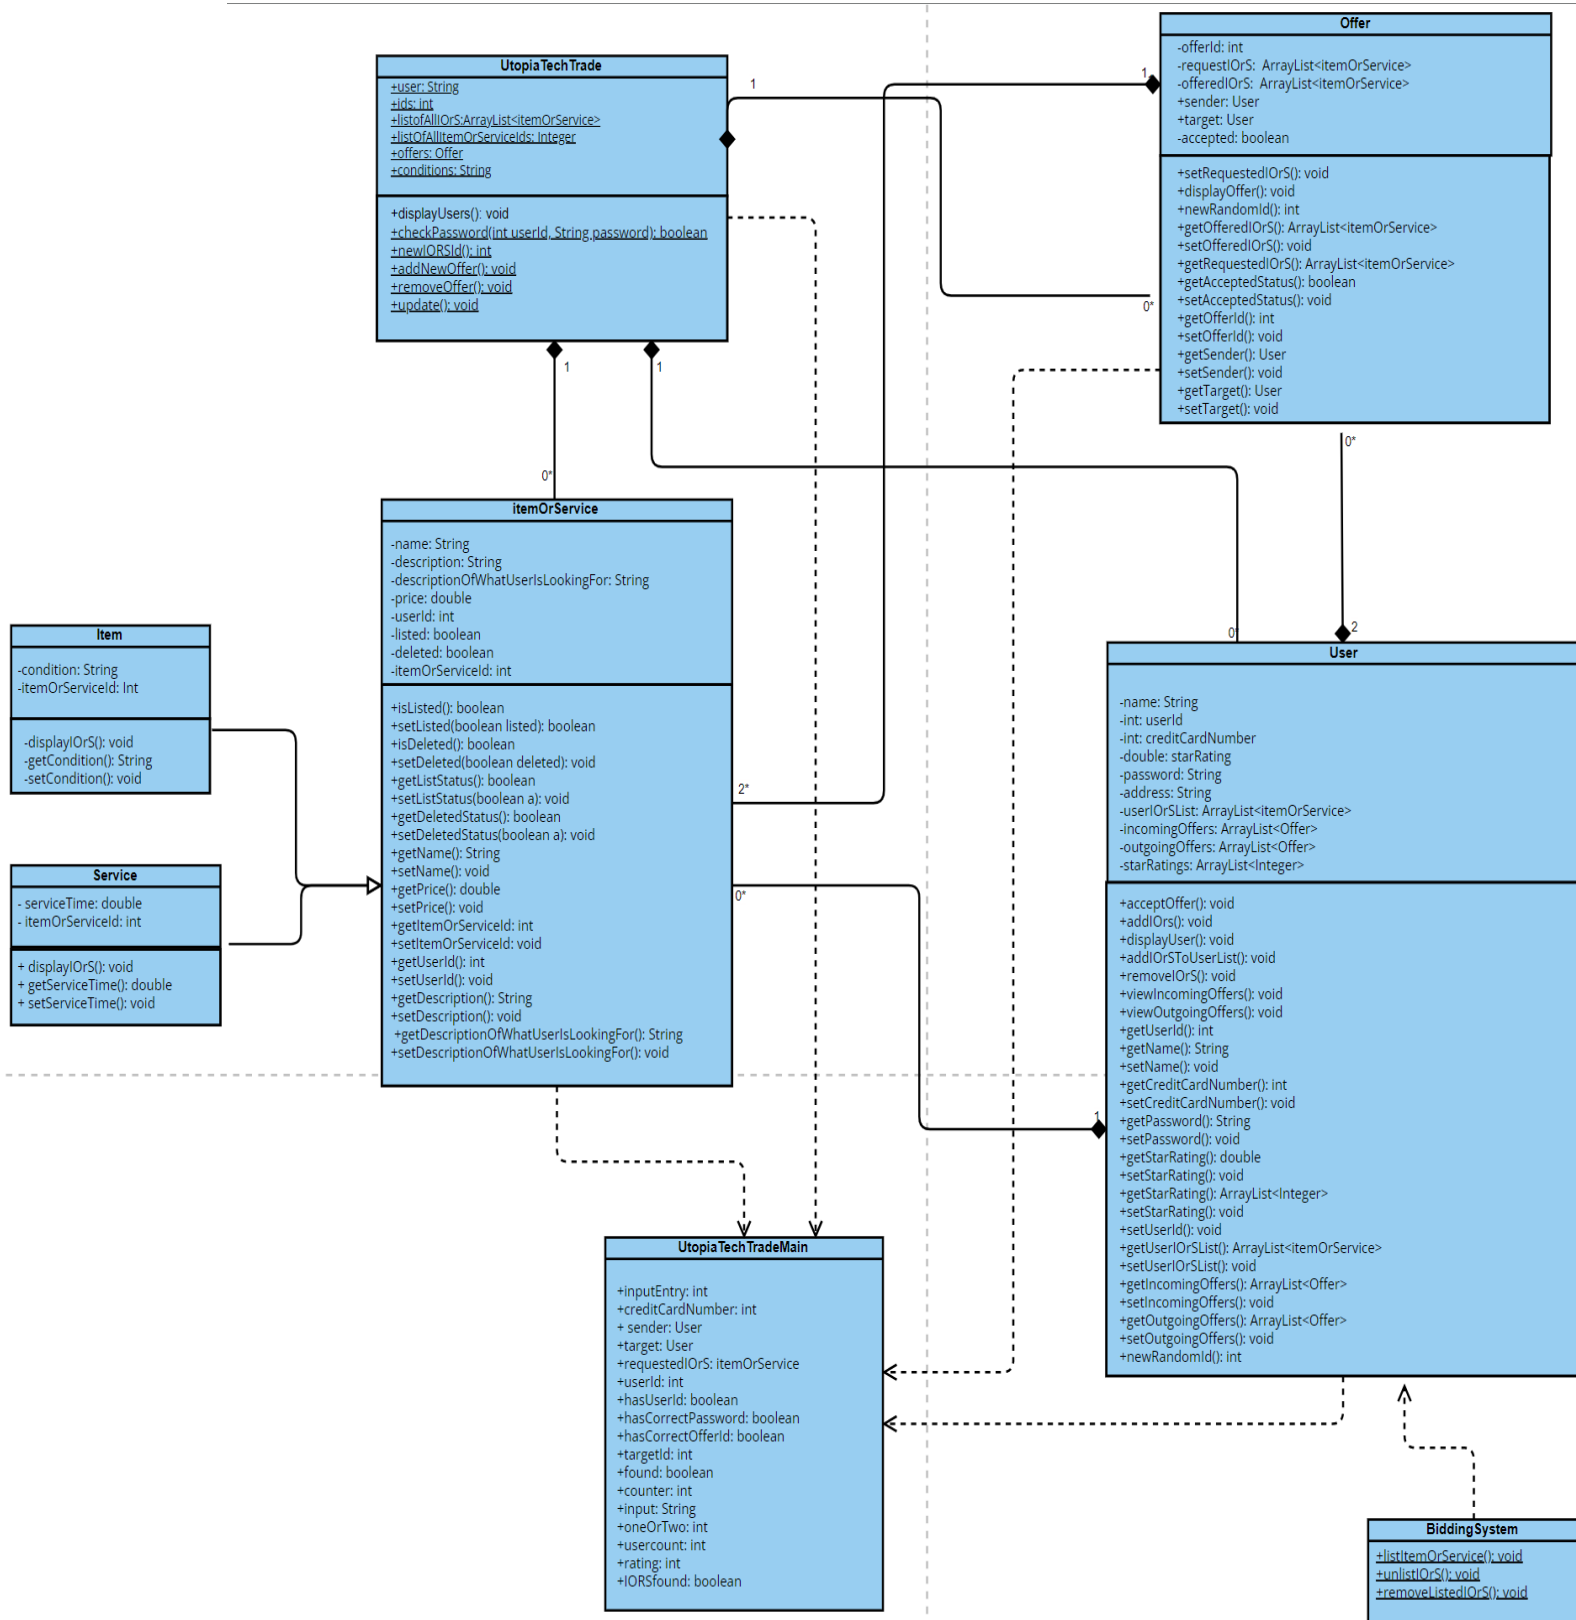 UtopiaTechTrade
+user: String
+ids: int
+listofAllIOrS:ArrayList<itemOrService>
+listOfAllItemOrServiceIds: Integer
+offers: Offer
+conditions: String
+displayUsers(): void
+checkPassword(int userId, String password): boolean
+newIORSId(): int
+addNewOffer(): void
+removeOffer(): void
+update(): void
1
1
1
1
0*
0*
Offer
-offerId: int
-requestIOrS: ArrayList<itemOrService>
-offeredIOrS: ArrayList<itemOrService>
+sender: User
+target: User
-accepted: boolean
+setRequestedIOrS(): void
+displayOffer(): void
+newRandomId(): int
+getOfferedIOrS(): ArrayList<itemOrService>
+setOfferedIOrS(): void
+getRequestedIOrS(): ArrayList<itemOrService>
+getAcceptedStatus(): boolean
+setAcceptedStatus(): void
+getOfferId(): int
+setOfferId(): void
+getSender(): User
+setSender(): void
+getTarget(): User
+setTarget(): void
0*
0*
2
itemOrService
-name: String
-description: String
-descriptionOfWhatUserIsLookingFor: String
-price: double
-userId: int
-listed: boolean
-deleted: boolean
-itemOrServiceId: int
+isListed(): boolean
+setListed(boolean listed): boolean
+isDeleted(): boolean
+setDeleted(boolean deleted): void
+getListStatus(): boolean
+setListStatus(boolean a): void
+getDeletedStatus(): boolean
+setDeletedStatus(boolean a): void
+getName(): String
+setName(): void
+getPrice(): double
+setPrice(): void
+getItemOrServiceId: int
+setItemOrServiceId: void
+getUserId(): int
+setUserId(): void
+getDescription(): String
+setDescription(): void
+getDescriptionOfWhatUserIsLookingFor(): String
+setDescriptionOfWhatUserIsLookingFor(): void
2*
0*
1
Item
-condition: String
-itemOrServiceId: Int
-displayIOrS(): void
-getCondition(): String
-setCondition(): void
Service
- serviceTime: double
- itemOrServiceId: int
+ displayIOrS(): void
+ getServiceTime(): double
+ setServiceTime(): void
User
-name: String
-int: userId
-int: creditCardNumber
-double: starRating
-password: String
-address: String
-userIOrSList: ArrayList<itemOrService>
-incomingOffers: ArrayList<Offer>
-outgoingOffers: ArrayList<Offer>
-starRatings: ArrayList<Integer>
+acceptOffer(): void
+addIOrs(): void
+displayUser(): void
+addIOrSToUserList(): void
+removeIOrS(): void
+viewIncomingOffers(): void
+viewOutgoingOffers(): void
+getUserId(): int
+getName(): String
+setName(): void
+getCreditCardNumber(): int
+setCreditCardNumber(): void
+getPassword(): String
+setPassword(): void
+getStarRating(): double
+setStarRating(): void
+getStarRating(): ArrayList<Integer>
+setStarRating(): void
+setUserId(): void
+getUserIOrSList(): ArrayList<itemOrService>
+setUserIOrSList(): void
+getIncomingOffers(): ArrayList<Offer>
+setIncomingOffers(): void
+getOutgoingOffers(): ArrayList<Offer>
+setOutgoingOffers(): void
+newRandomId(): int
UtopiaTechTradeMain
+inputEntry: int
+creditCardNumber: int
+ sender: User
+target: User
+requestedIOrS: itemOrService
+userId: int
+hasUserId: boolean
+hasCorrectPassword: boolean
+hasCorrectOfferId: boolean
+targetId: int
+found: boolean
+counter: int
+input: String
+oneOrTwo: int
+usercount: int
+rating: int
+IORSfound: boolean
BiddingSystem
+listItemOrService(): void
+unlistIOrS(): void
+removeListedIOrS(): void